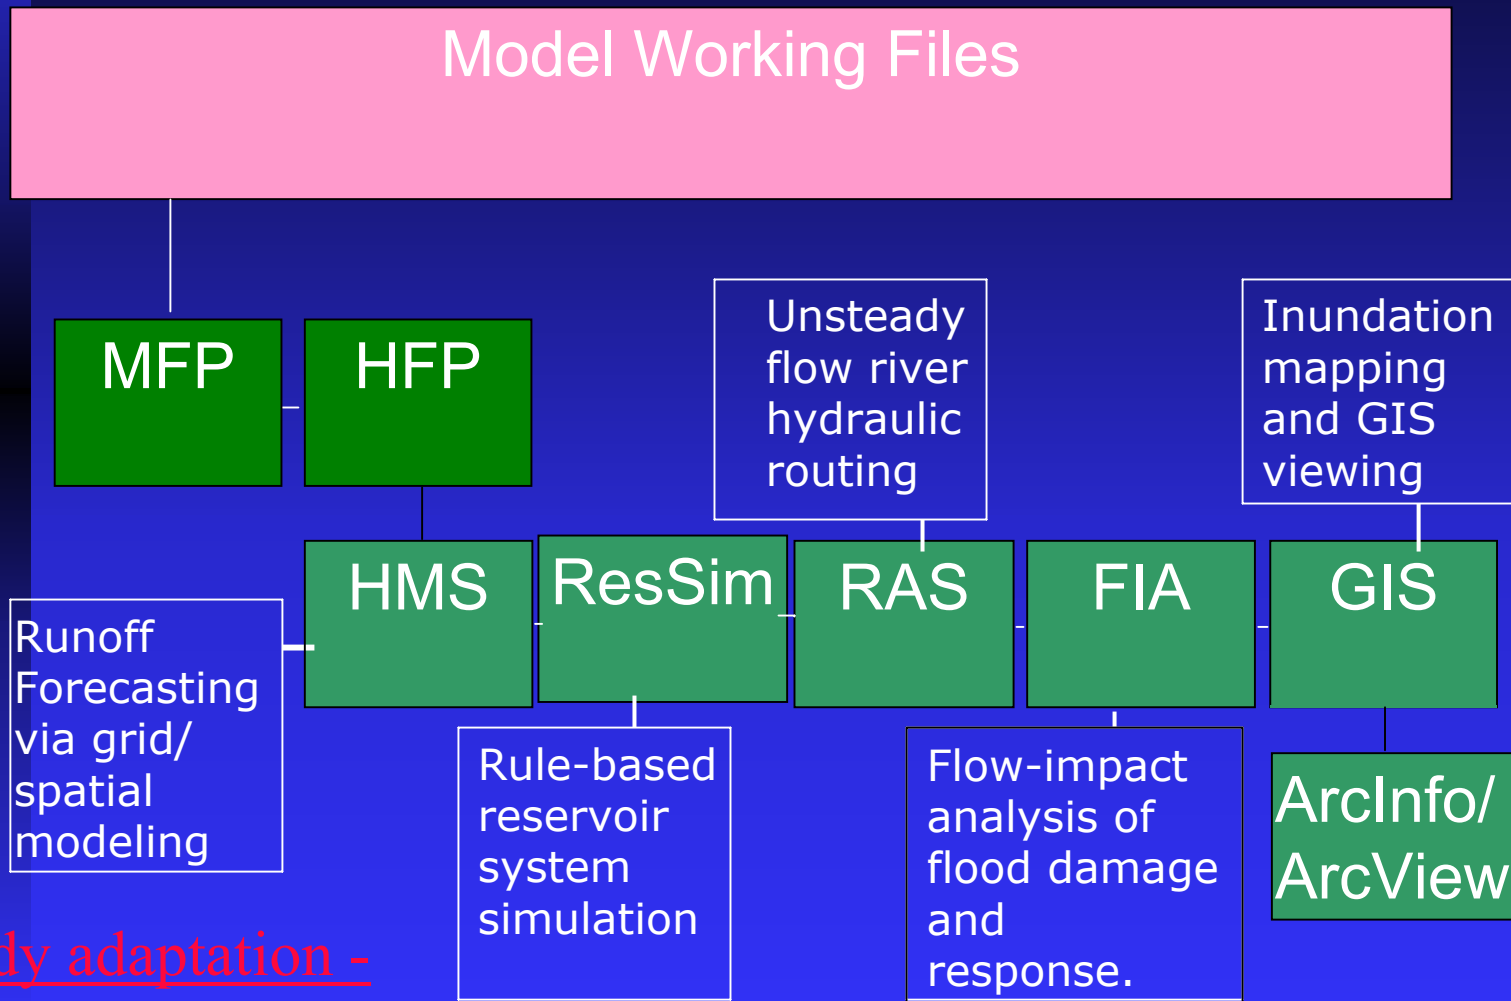 Model Working Files
MFP
HFP
Unsteady
flow river
hydraulic
routing
Inundation
mapping
and GIS
viewing
HMS
ResSim
RAS
FIA
GIS
Runoff
Forecasting
via grid/
spatial
modeling
Rule-based
reservoir
system
simulation
Flow-impact
analysis of
flood damage
and
response.
ArcInfo/
ArcView
adaptation -